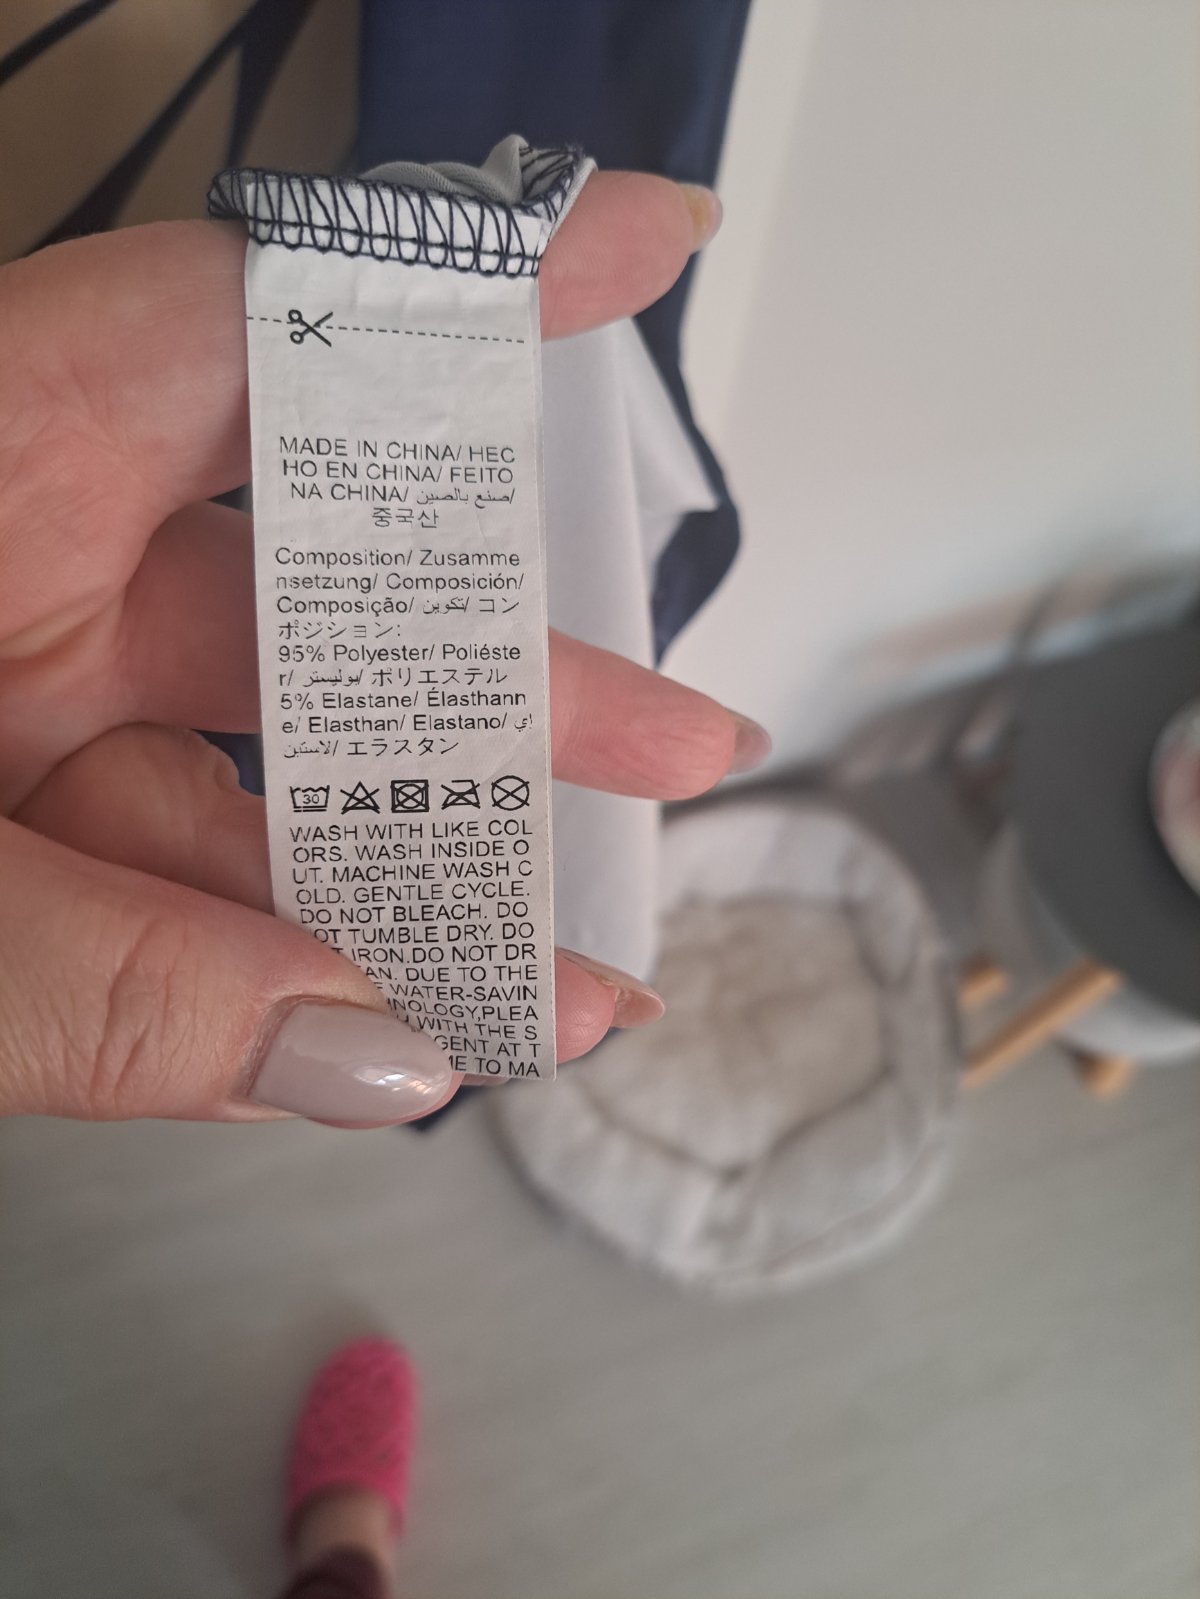 MADE IN CHINA/ HEC
HO EN CHINA/ FEITO
NA CHINA/ صنع بالصين/
중국산
Composition/ Zusamme
nsetzung/ Composición/
Composição/ تكوين/ コン
ポジション:
95% Polyester/ Poliéste
r/ بوليستر/ ポリエステル
5% Elastane/ Élasthann
e/ Elasthan/ Elastano/ اي
لاستين/ エラスタン
30
WASH WITH LIKE COL
ORS. WASH INSIDE O
UT. MACHINE WASH C
OLD. GENTLE CYCLE.
DO NOT BLEACH. DO
OT TUMBLE DRY. DO
T IRON.DO NOT DR
AN. DUE TO THE
WATER-SAVIN
NOLOGY,PLEA
WITH THE S
GENT AT T
ME TO MA